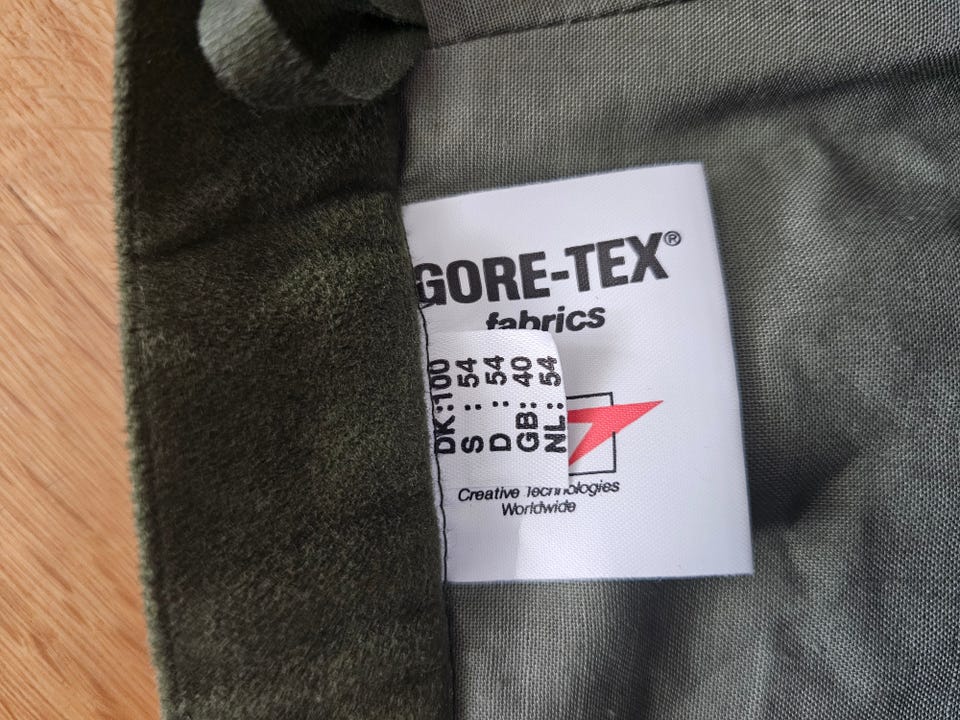 GORE-TEX®
fabrics
DK:100
S : 54
D : 54
GB: 40
NL: 54
Creative Technologies
Worldwide